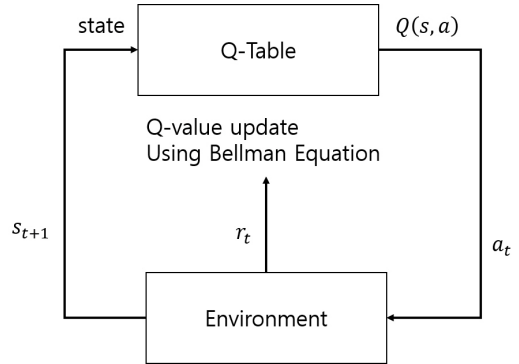 state
Q(s, a)
Q-Table
Q-value update
Using Bellman Equation
s_{t+1}
r_t
a_t
Environment